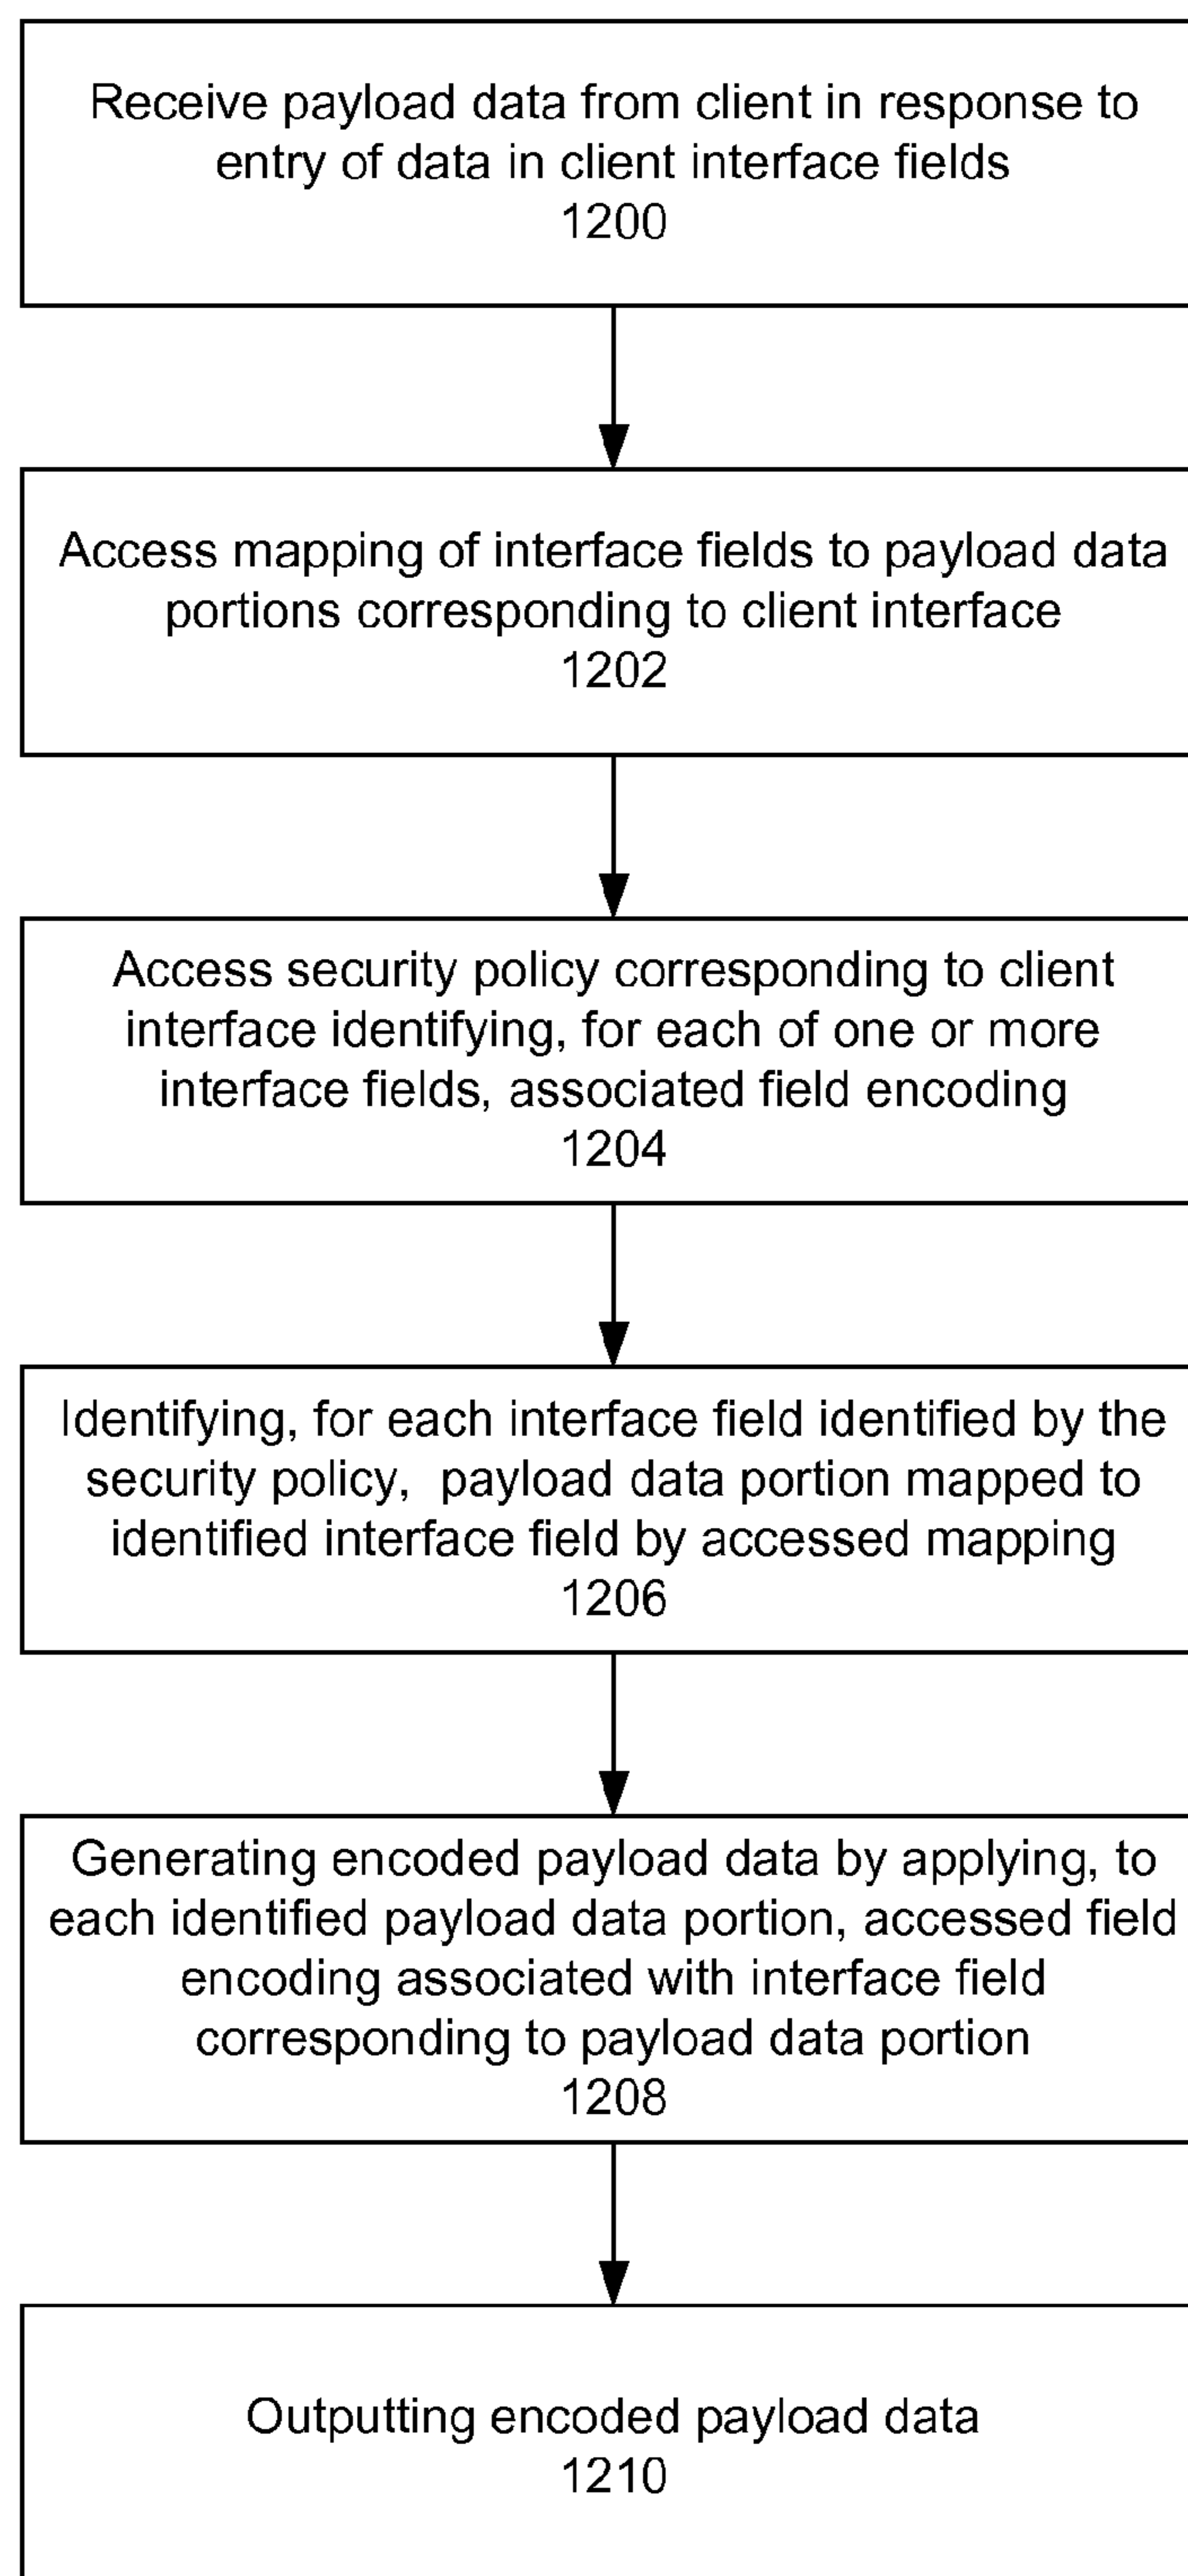 Receive payload data from client in response to
entry of data in client interface fields
1200
Access mapping of interface fields to payload data
portions corresponding to client interface
1202
Access security policy corresponding to client
interface identifying, for each of one or more
interface fields, associated field encoding
1204
Identifying, for each interface field identified by the
security policy,  payload data portion mapped to
identified interface field by accessed mapping
1206
Generating encoded payload data by applying, to
each identified payload data portion, accessed field
encoding associated with interface field
corresponding to payload data portion
1208
Outputting encoded payload data
1210